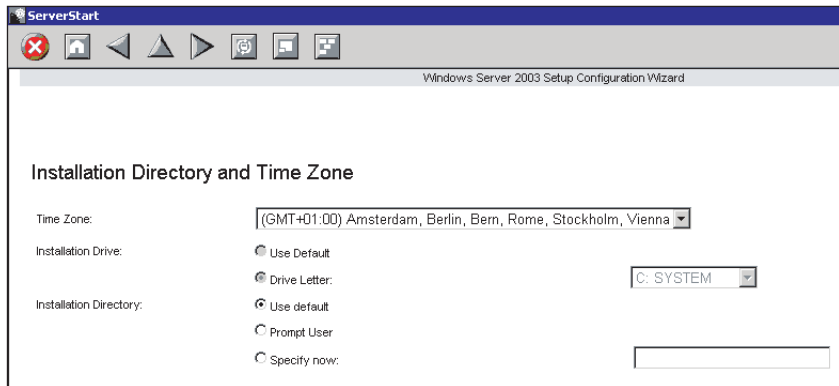 ServerStart
Windows Server 2003 Setup Configuration Wizard
Installation Directory and Time Zone
Time Zone:
(GMT+01:00) Amsterdam, Berlin, Bern, Rome, Stockholm, Vienna
Installation Drive:
Use Default
Drive Letter:
C: SYSTEM
Installation Directory:
Use default
Prompt User
Specify now: